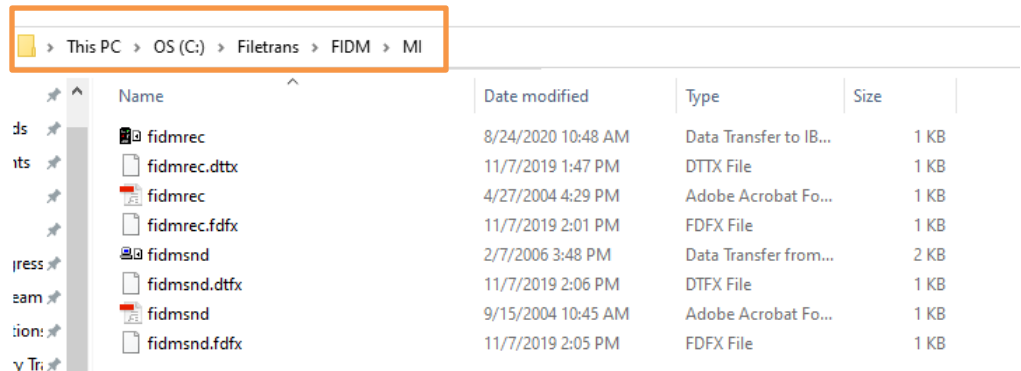 > This PC > OS (C:) > Filetrans > FIDM > MI
Name Date modified Type Size
fidmrec 8/24/2020 10:48 AM Data Transfer to IB... 1 KB
ds
fidmrec.dttx 11/7/2019 1:47 PM DTTX File 1 KB
nts
fidmrec 4/27/2004 4:29 PM Adobe Acrobat Fo... 1 KB
fidmrec.fdfx 11/7/2019 2:01 PM FDFX File 1 KB
fidmsnd 2/7/2006 3:48 PM Data Transfer from... 2 KB
gress
fidmsnd.dtfx 11/7/2019 2:06 PM DTFX File 1 KB
eam
fidmsnd 9/15/2004 10:45 AM Adobe Acrobat Fo... 1 KB
tions
fidmsnd.fdfx 11/7/2019 2:05 PM FDFX File 1 KB